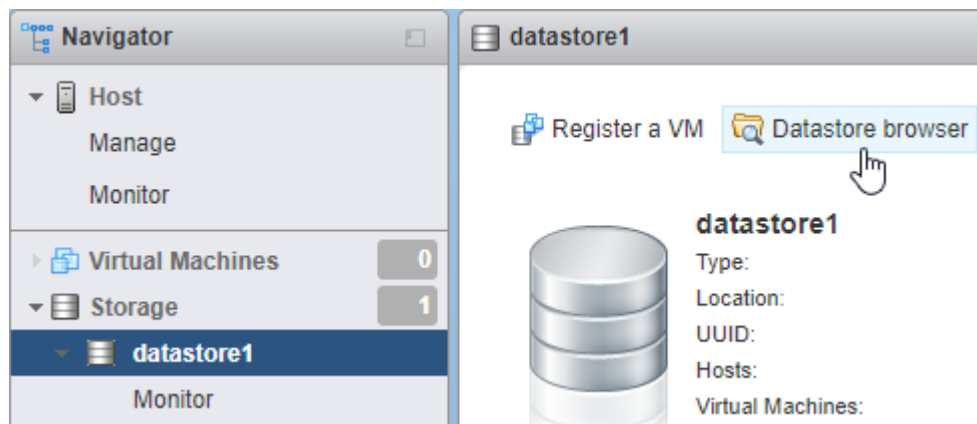 Navigator
Host
Manage
Monitor
Virtual Machines 0
Storage 1
datastore1
Monitor
datastore1
Register a VM Datastore browser
datastore1
Type:
Location:
UUID:
Hosts:
Virtual Machines: